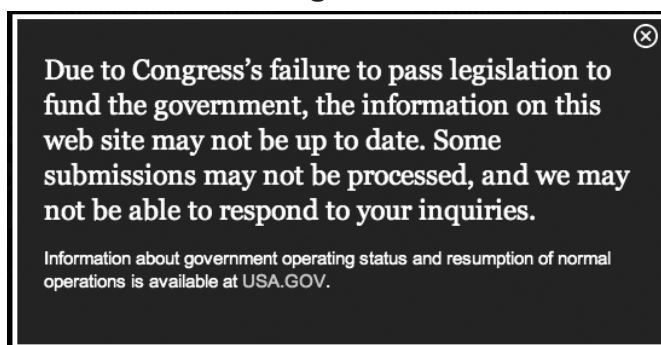 Due to Congress's failure to pass legislation to
fund the government, the information on this
web site may not be up to date. Some
submissions may not be processed, and we may
not be able to respond to your inquiries.
Information about government operating status and resumption of normal
operations is available at USA.GOV.